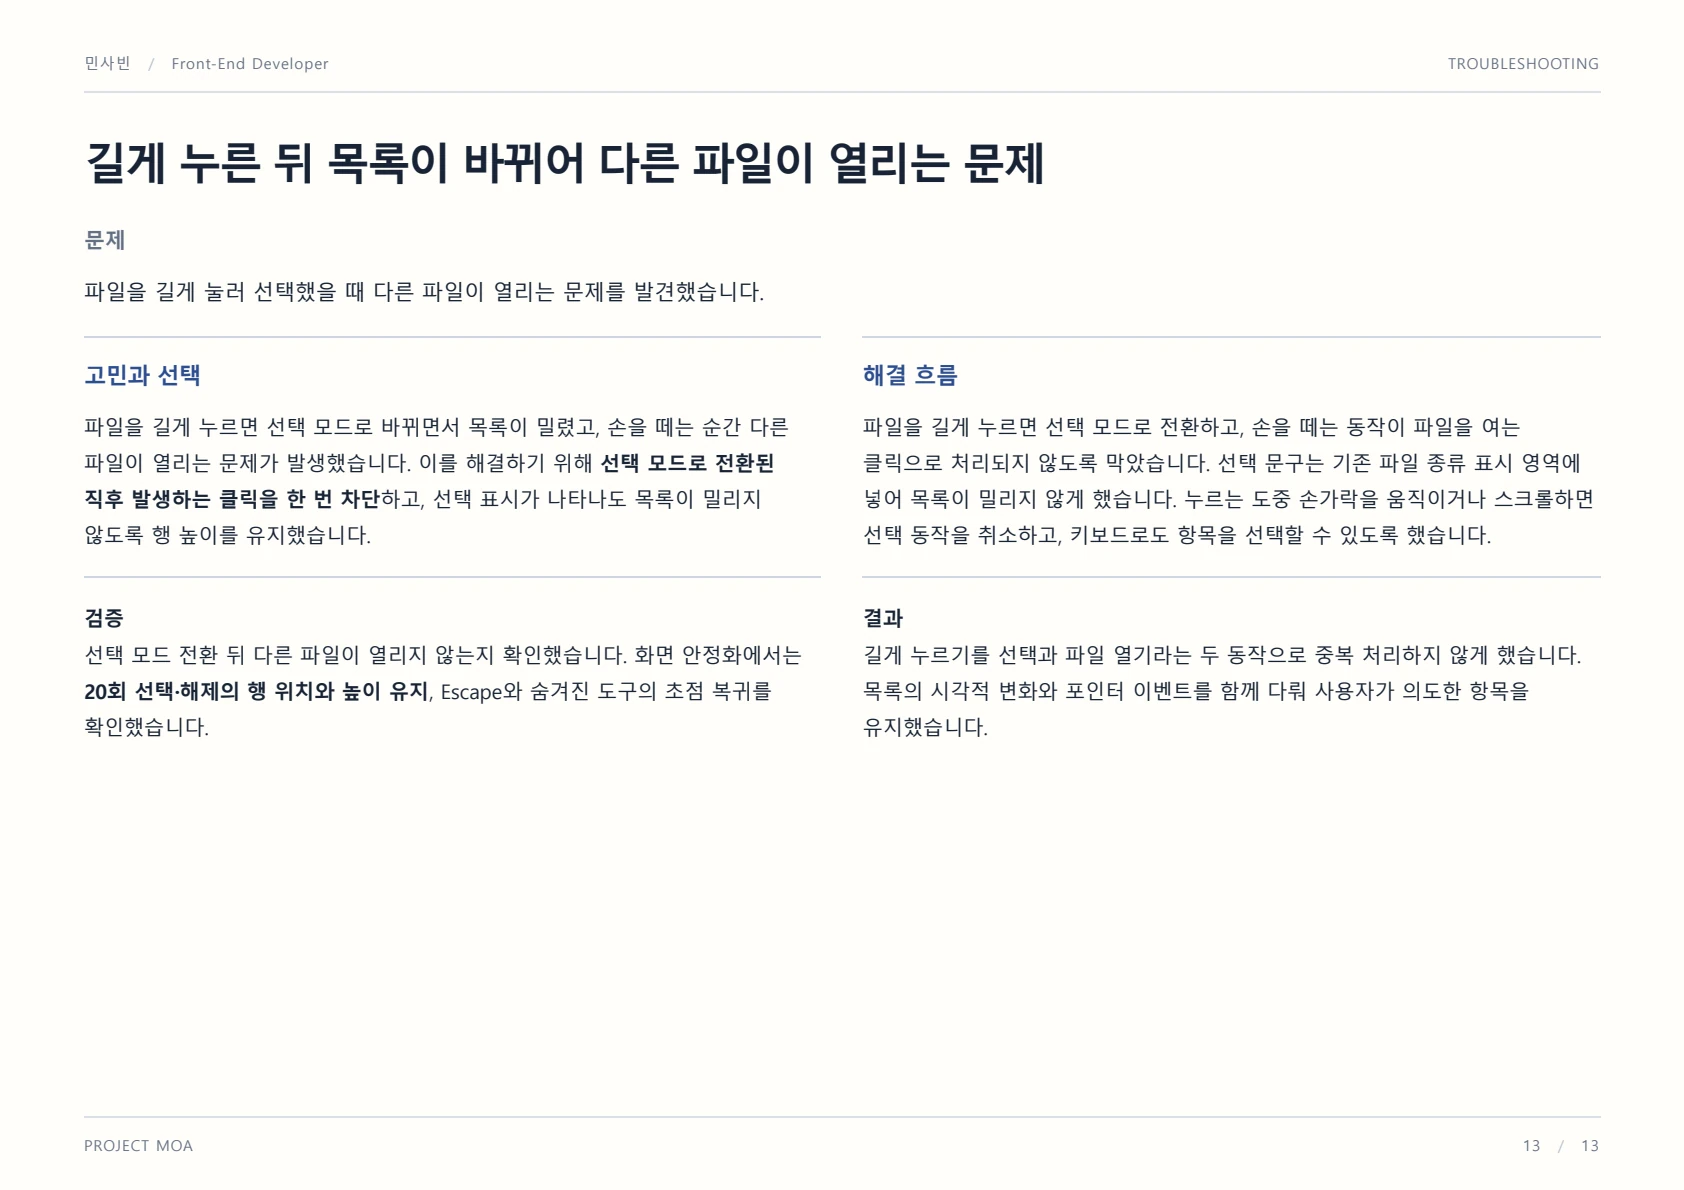 민사빈 / Front-End Developer
TROUBLESHOOTING
길게 누른 뒤 목록이 바뀌어 다른 파일이 열리는 문제
문제
파일을 길게 눌러 선택했을 때 다른 파일이 열리는 문제를 발견했습니다.
고민과 선택
파일을 길게 누르면 선택 모드로 바뀌면서 목록이 밀렸고, 손을 떼는 순간 다른
파일이 열리는 문제가 발생했습니다. 이를 해결하기 위해 선택 모드로 전환된
직후 발생하는 클릭을 한 번 차단하고, 선택 표시가 나타나도 목록이 밀리지
않도록 행 높이를 유지했습니다.
해결 흐름
파일을 길게 누르면 선택 모드로 전환하고, 손을 떼는 동작이 파일을 여는
클릭으로 처리되지 않도록 막았습니다. 선택 문구는 기존 파일 종류 표시 영역에
넣어 목록이 밀리지 않게 했습니다. 누르는 도중 손가락을 움직이거나 스크롤하면
선택 동작을 취소하고, 키보드로도 항목을 선택할 수 있도록 했습니다.
검증
선택 모드 전환 뒤 다른 파일이 열리지 않는지 확인했습니다. 화면 안정화에서는
20회 선택·해제의 행 위치와 높이 유지, Escape와 숨겨진 도구의 초점 복귀를
확인했습니다.
결과
길게 누르기를 선택과 파일 열기라는 두 동작으로 중복 처리하지 않게 했습니다.
목록의 시각적 변화와 포인터 이벤트를 함께 다뤄 사용자가 의도한 항목을
유지했습니다.
PROJECT MOA
13 / 13